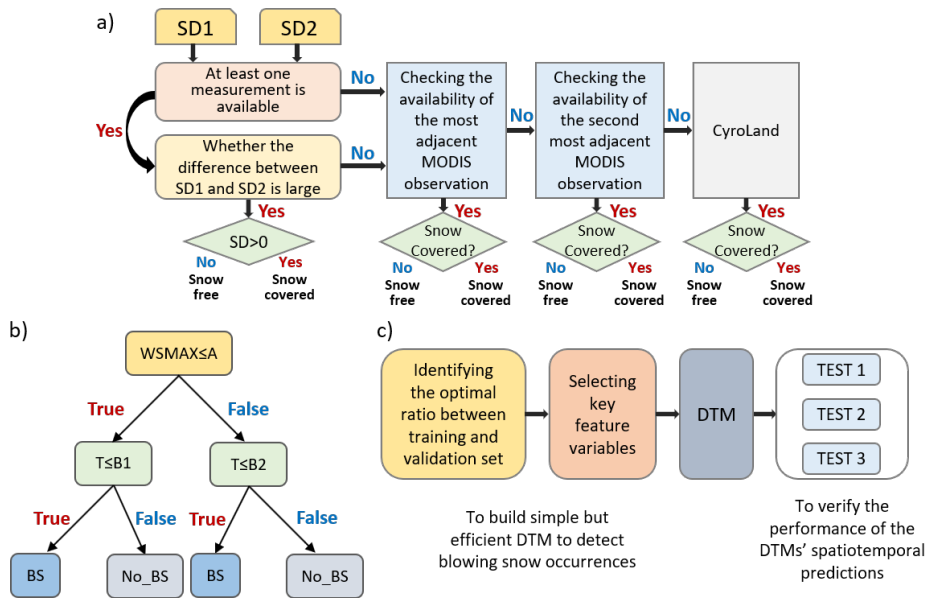 a)
SD1
SD2
At least one
measurement is
available
No
Yes
Whether the
difference between
SD1 and SD2 is large
No
Yes
SD>0
No
Yes
Snow
free
Snow
covered
Checking the
availability of
the most
adjacent
MODIS
observation
No
Yes
Snow
Covered?
No
Yes
Snow
free
Snow
covered
Checking the
availability of
the second
most adjacent
MODIS
observation
No
Yes
Snow
Covered?
No
Yes
Snow
free
Snow
covered
CyroLand
Snow
Covered?
No
Yes
Snow
free
Snow
covered
b)
WSMAX≤A
True
False
T≤B1
T≤B2
True
False
True
False
BS
No_BS
BS
No_BS
c)
Identifying
the optimal
ratio between
training and
validation set
Selecting
key
feature
variables
DTM
TEST 1
TEST 2
TEST 3
To build simple but
efficient DTM to detect
blowing snow occurrences
To verify the
performance of the
DTMs' spatiotemporal
predictions